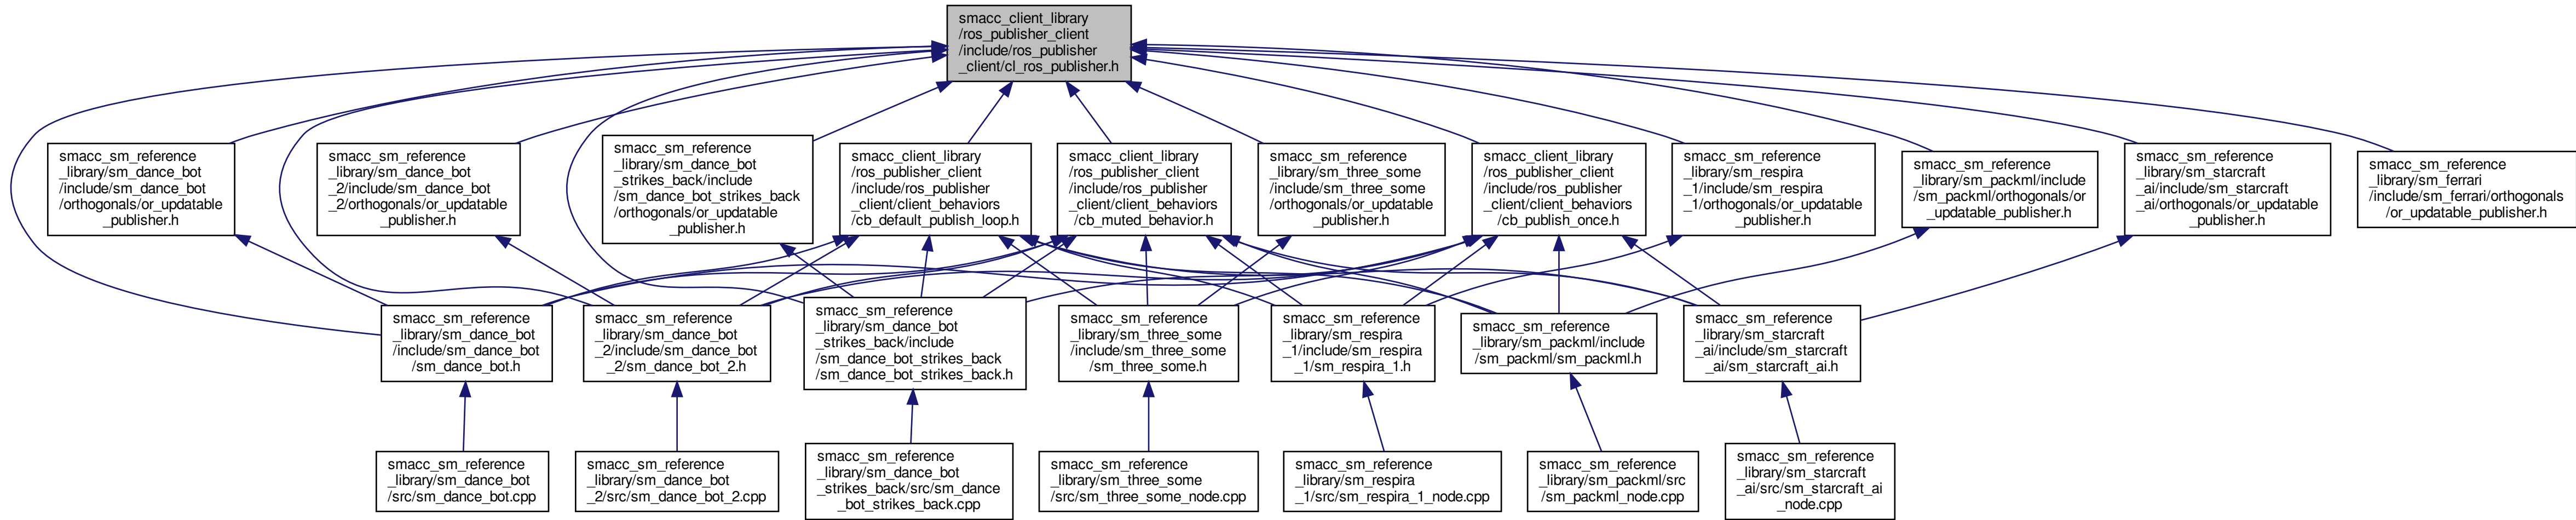 smacc_client_library
/ros_publisher_client
/include/ros_publisher
_client/cl_ros_publisher.h
smacc_sm_reference
_library/sm_dance_bot
/include/sm_dance_bot
/orthogonals/or_updatable
_publisher.h
smacc_sm_reference
_library/sm_dance_bot
_2/include/sm_dance_bot
_2/orthogonals/or_updatable
_publisher.h
smacc_sm_reference
_library/sm_dance_bot
_strikes_back/include
/sm_dance_bot_strikes_back
/orthogonals/or_updatable
_publisher.h
smacc_client_library
/ros_publisher_client
/include/ros_publisher
_client/client_behaviors
/cb_default_publish_loop.h
smacc_client_library
/ros_publisher_client
/include/ros_publisher
_client/client_behaviors
/cb_muted_behavior.h
smacc_sm_reference
_library/sm_three_some
/include/sm_three_some
/orthogonals/or_updatable
_publisher.h
smacc_client_library
/ros_publisher_client
/include/ros_publisher
_client/client_behaviors
/cb_publish_once.h
smacc_sm_reference
_library/sm_respira
_1/include/sm_respira
_1/orthogonals/or_updatable
_publisher.h
smacc_sm_reference
_library/sm_packml/include
/sm_packml/orthogonals/or
_updatable_publisher.h
smacc_sm_reference
_library/sm_starcraft
_ai/include/sm_starcraft
_ai/orthogonals/or_updatable
_publisher.h
smacc_sm_reference
_library/sm_ferrari
/include/sm_ferrari/orthogonals
/or_updatable_publisher.h
smacc_sm_reference
_library/sm_dance_bot
/include/sm_dance_bot
/sm_dance_bot.h
smacc_sm_reference
_library/sm_dance_bot
_2/include/sm_dance_bot
_2/sm_dance_bot_2.h
smacc_sm_reference
_library/sm_dance_bot
_strikes_back/include
/sm_dance_bot_strikes_back
/sm_dance_bot_strikes_back.h
smacc_sm_reference
_library/sm_three_some
/include/sm_three_some
/sm_three_some.h
smacc_sm_reference
_library/sm_respira
_1/include/sm_respira
_1/sm_respira_1.h
smacc_sm_reference
_library/sm_packml/include
/sm_packml/sm_packml.h
smacc_sm_reference
_library/sm_starcraft
_ai/include/sm_starcraft
_ai/sm_starcraft_ai.h
smacc_sm_reference
_library/sm_dance_bot
/src/sm_dance_bot.cpp
smacc_sm_reference
_library/sm_dance_bot
_2/src/sm_dance_bot_2.cpp
smacc_sm_reference
_library/sm_dance_bot
_strikes_back/src/sm_dance
_bot_strikes_back.cpp
smacc_sm_reference
_library/sm_three_some
/src/sm_three_some_node.cpp
smacc_sm_reference
_library/sm_respira
_1/src/sm_respira_1_node.cpp
smacc_sm_reference
_library/sm_packml/src
/sm_packml_node.cpp
smacc_sm_reference
_library/sm_starcraft
_ai/src/sm_starcraft_ai
_node.cpp